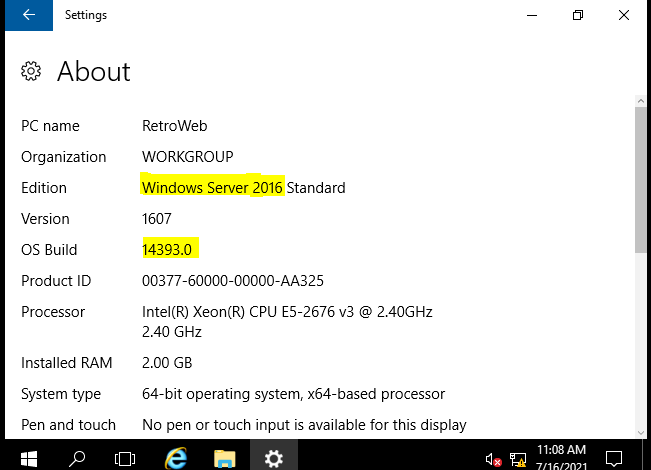 Settings
About
PC name RetroWeb
Organization WORKGROUP
Edition Windows Server 2016 Standard
Version 1607
OS Build 14393.0
Product ID 00377-60000-00000-AA325
Processor Intel(R) Xeon(R) CPU E5-2676 v3 @ 2.40GHz
2.40 GHz
Installed RAM 2.00 GB
System type 64-bit operating system, x64-based processor
Pen and touch No pen or touch input is available for this display
11:08 AM
7/16/2021